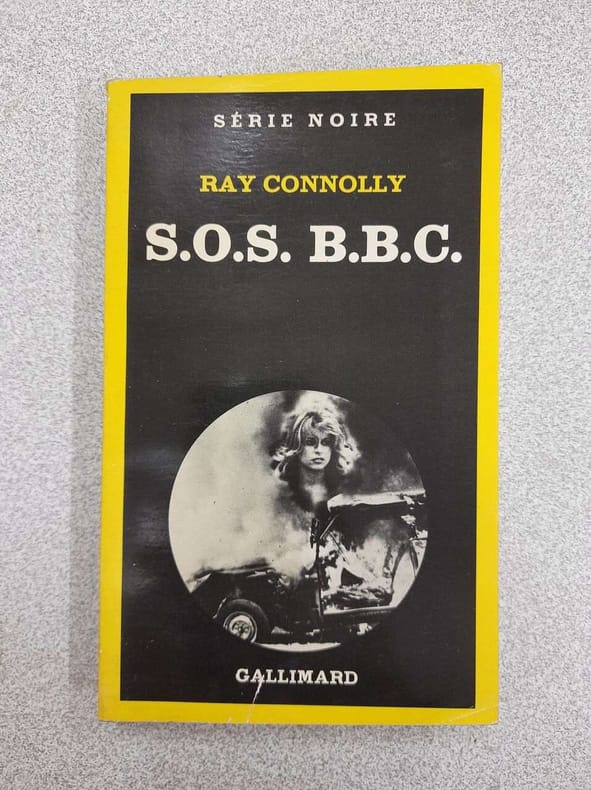 SÉRIE NOIRE
RAY CONNOLLY
S.O.S. B.B.C.
GALLIMARD